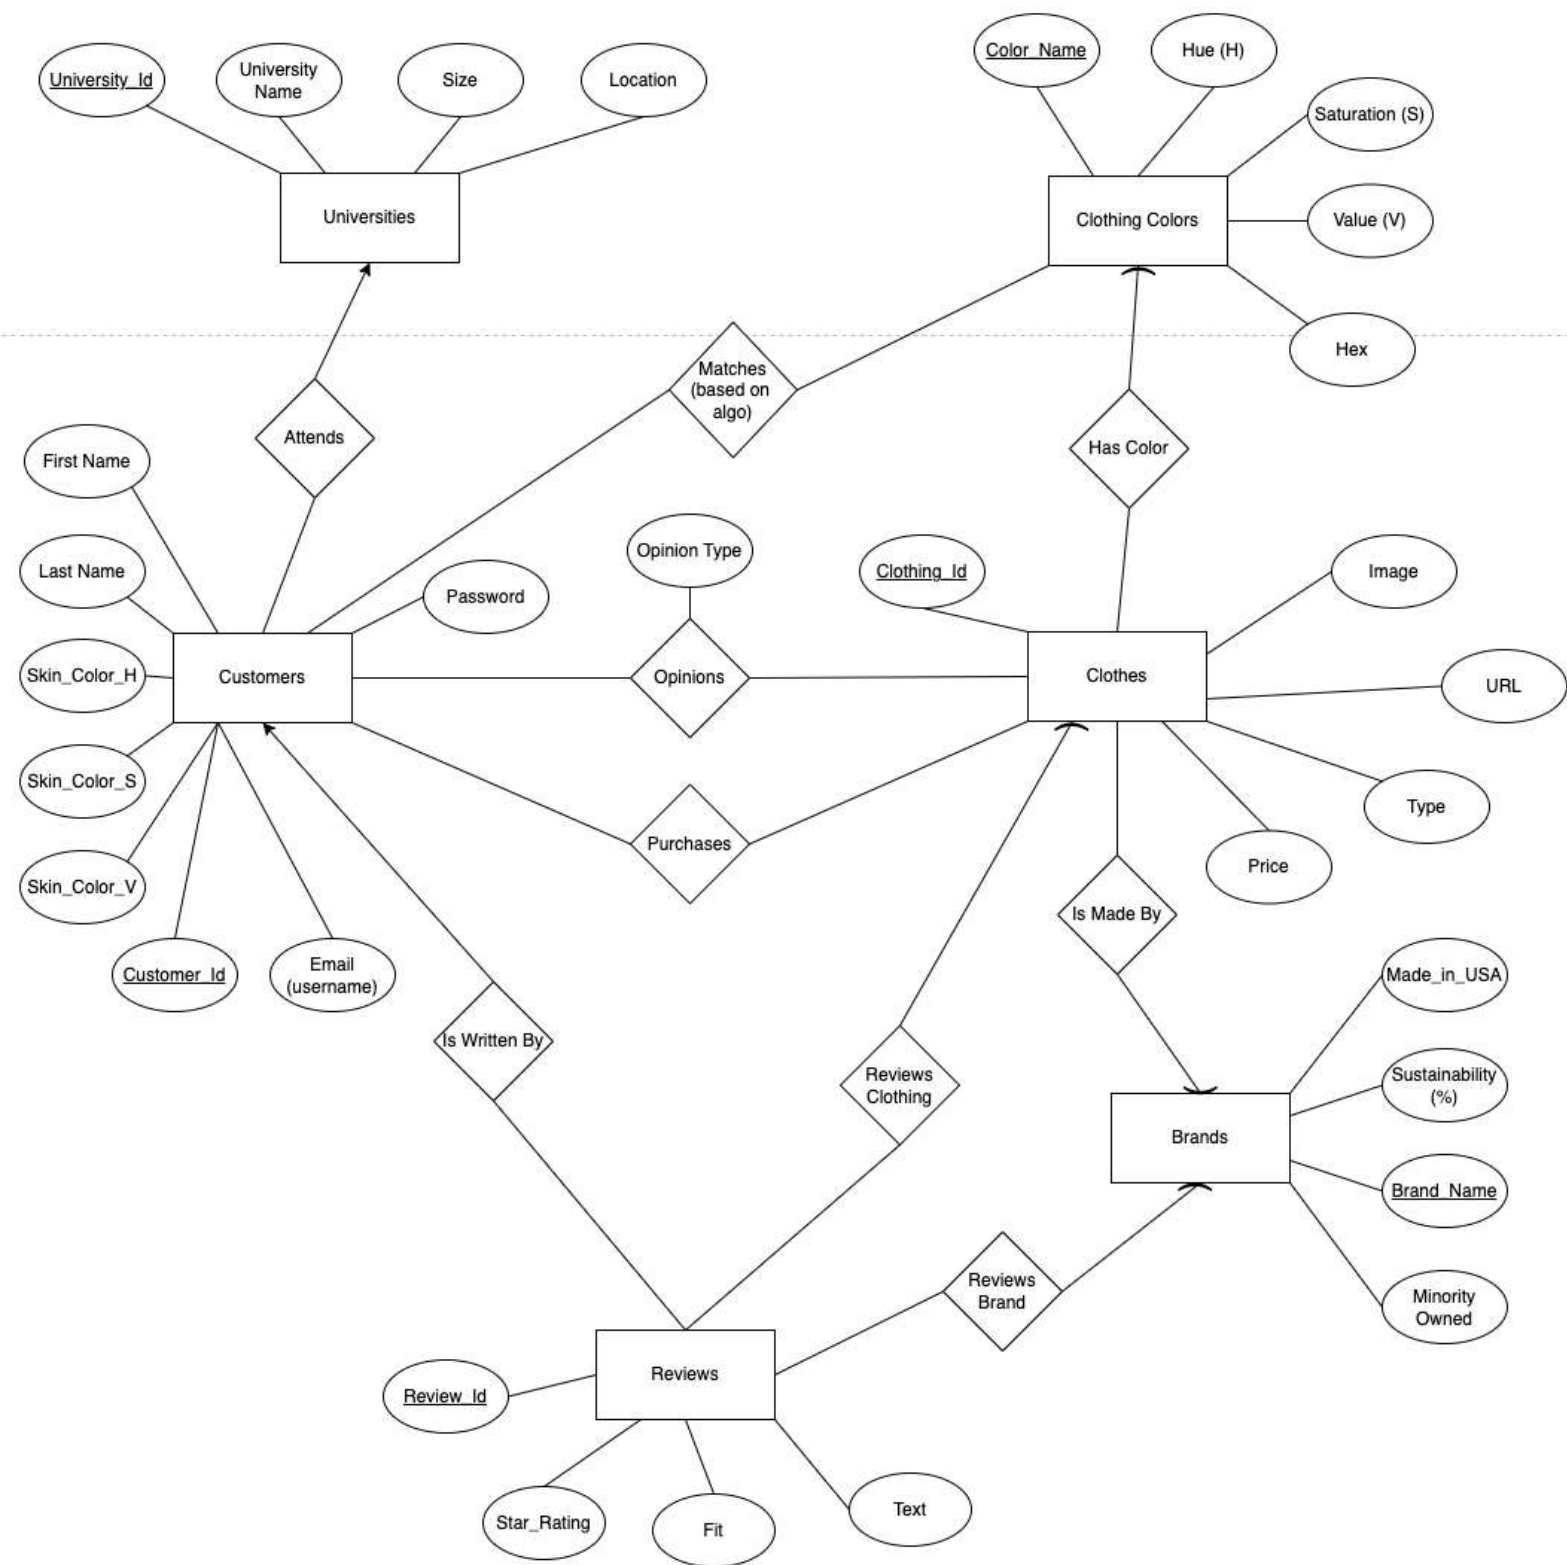 University_Id
University
Name
Size
Location
Color_Name
Hue (H)
Saturation (S)
Universities
Clothing Colors
Value (V)
Hex
Matches
(based on
algo)
Attends
Has Color
First Name
Opinion Type
Last Name
Password
Clothing_Id
Image
Skin_Color_H
Customers
Opinions
Clothes
URL
Skin_Color_S
Type
Purchases
Price
Skin_Color_V
Is Made By
Customer_Id
Email
(username)
Made_in_USA
Is Written By
Reviews
Clothing
Sustainability
(%)
Brands
Brand_Name
Reviews
Brand
Minority
Owned
Reviews
Review_Id
Star_Rating
Fit
Text